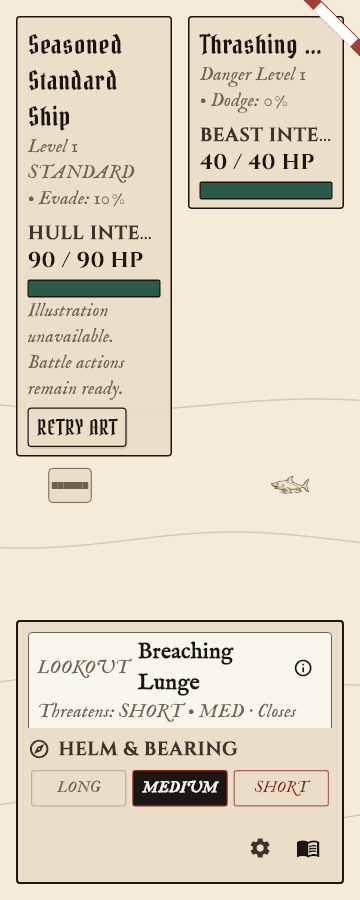 Seasoned
Standard
Ship
Level 1
STANDARD
• Evade: 10%
HULL INTE...
90 / 90 HP
Illustration
unavailable.
Battle actions
remain ready.
RETRY ART
Thrashing ...
Danger Level 1
• Dodge: 0%
BEAST INTE...
40 / 40 HP
LOOKOUT Breaching
Lunge
Threatens: SHORT • MED · Closes
HELM & BEARING
LONG MEDIUM SHORT